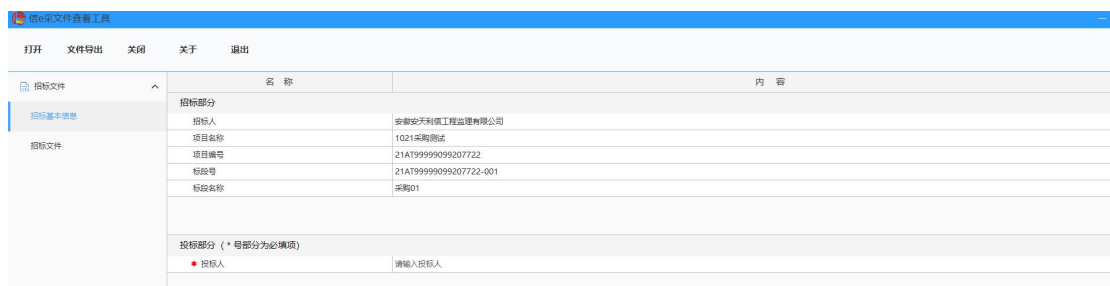 信e采文件查看工具
打开 文件导出 关闭 关于 退出
招标文件
招标基本信息
招标文件
名 称 内 容
招标部分
招标人 安徽安天利信工程监理有限公司
项目名称 1021采购测试
项目编号 21AT99999099207722
标段号 21AT99999099207722-001
标段名称 采购01
投标部分（*号部分为必填项)
* 投标人 请输入投标人